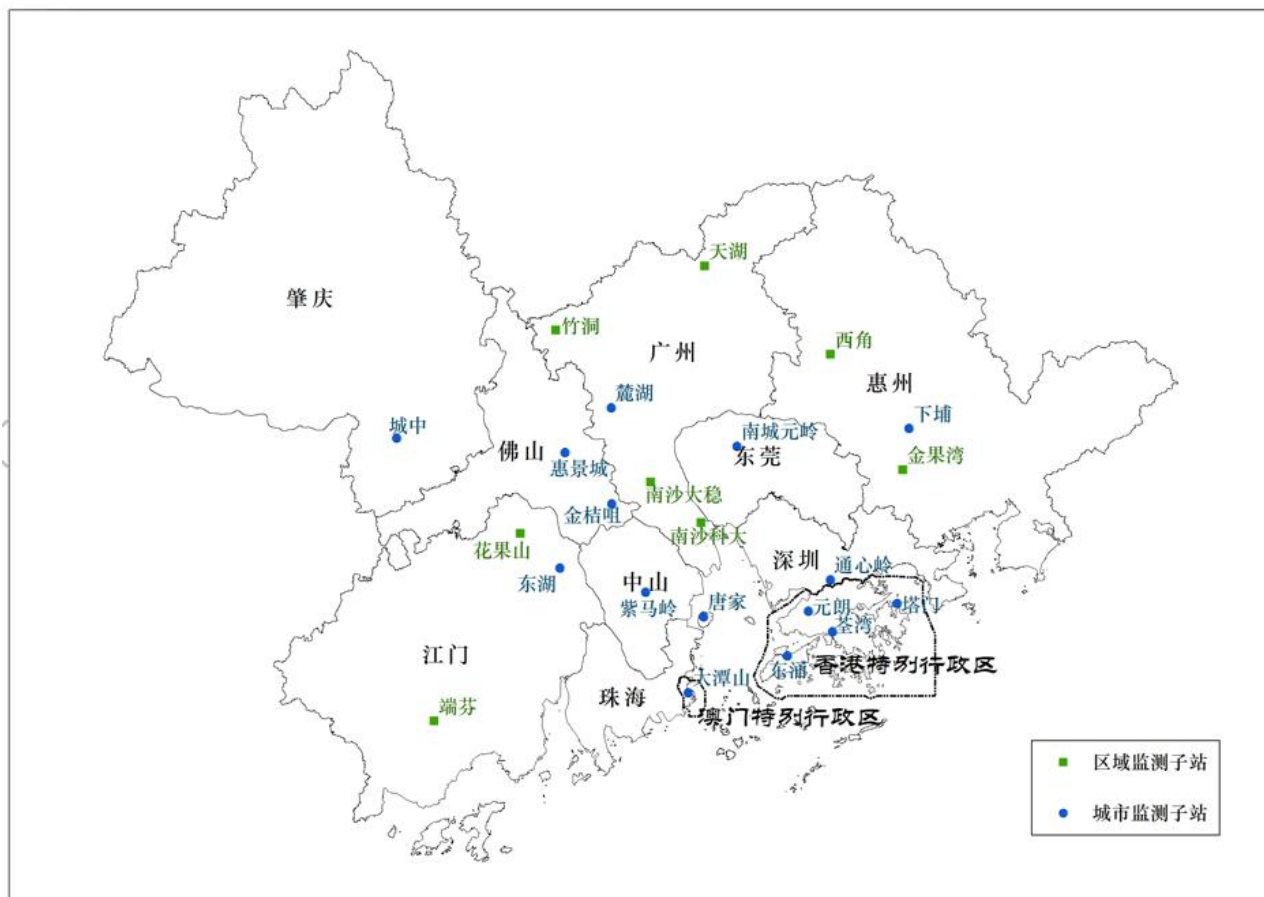 天湖
肇庆
竹洞
广州
西角
惠州
麓湖
城中
下埔
南城元岭
佛山
东莞
惠景城
金果湾
南沙大稳
金桔咀
南沙科大
花果山
深圳
通心岭
东湖
中山
紫马岭
唐家
元朗
塔门
荃湾
江门
东涌
香港特别行政区
大潭山
珠海
端芬
澳门特别行政区
区域监测子站
城市监测子站